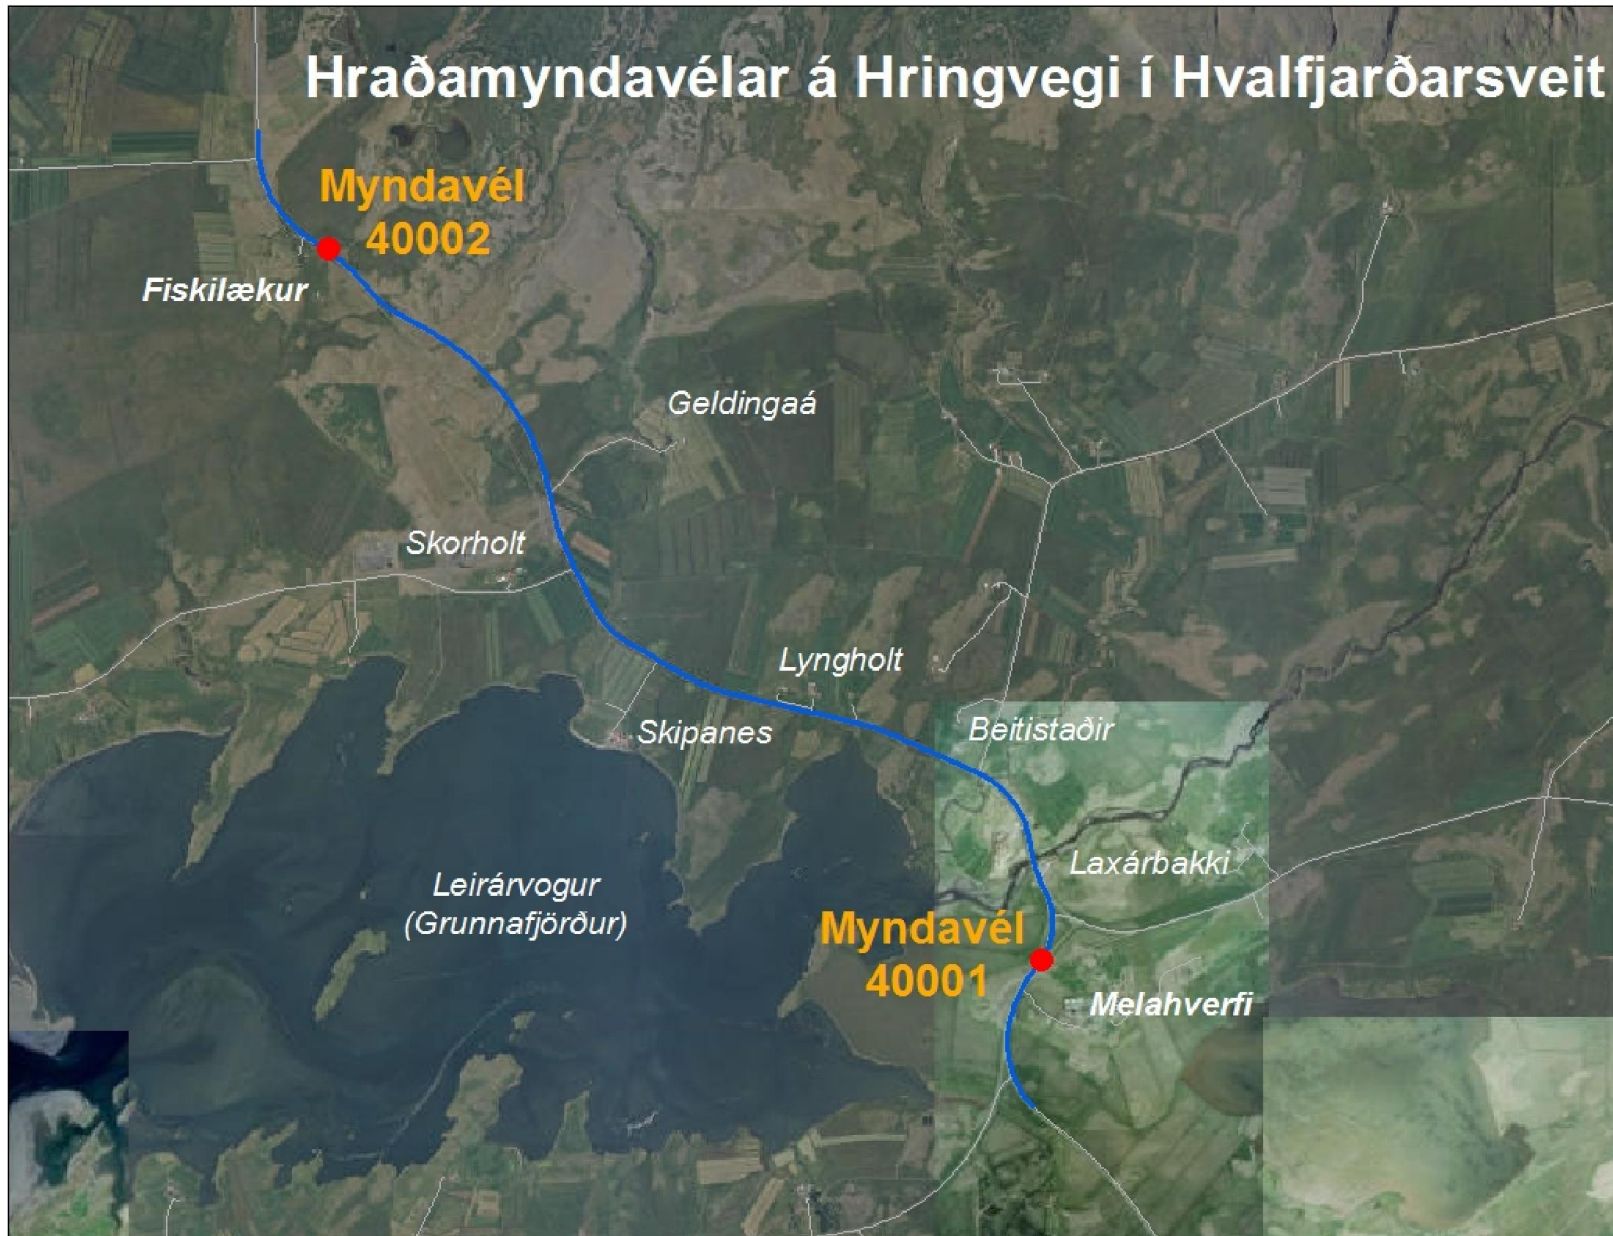 Hraðamyndavélar á Hringvegi í Hvalfjarðarsveit
Myndavél
40002
Fiskilækur
Geldingaá
Skorholt
Lyngholt
Skipanes
Beitistaðir
Laxárbakki
Leirárvogur
(Grunnafjörður)
Myndavél
40001
Melahverfi